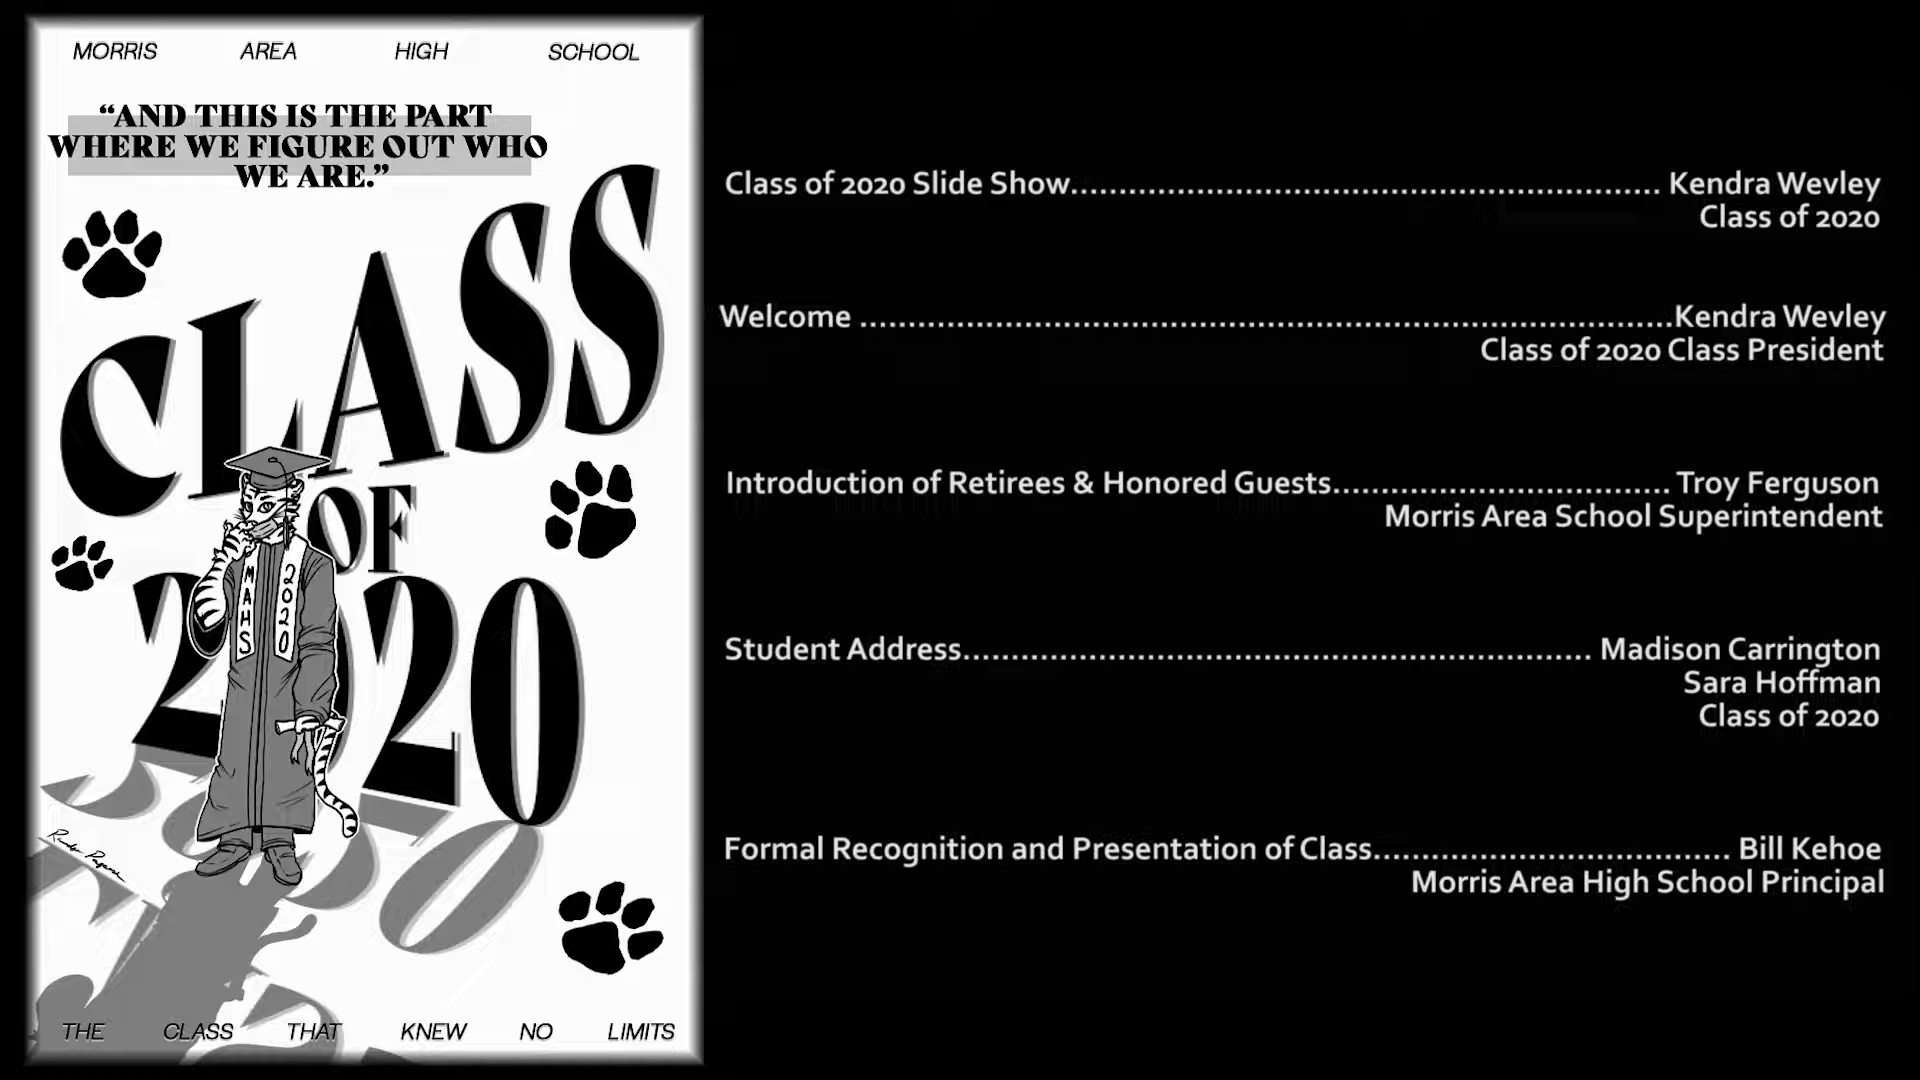 MORRIS AREA HIGH SCHOOL
“AND THIS IS THE PART
WHERE WE FIGURE OUT WHO
WE ARE.”
CLASS
OF
2020
MAHS 2020
THE CLASS THAT KNEW NO LIMITS
Class of 2020 Slide Show............................................................. Kendra Wevley
Class of 2020
Welcome .....................................................................................Kendra Wevley
Class of 2020 Class President
Introduction of Retirees & Honored Guests................................... Troy Ferguson
Morris Area School Superintendent
Student Address................................................................. Madison Carrington
Sara Hoffman
Class of 2020
Formal Recognition and Presentation of Class..................................... Bill Kehoe
Morris Area High School Principal